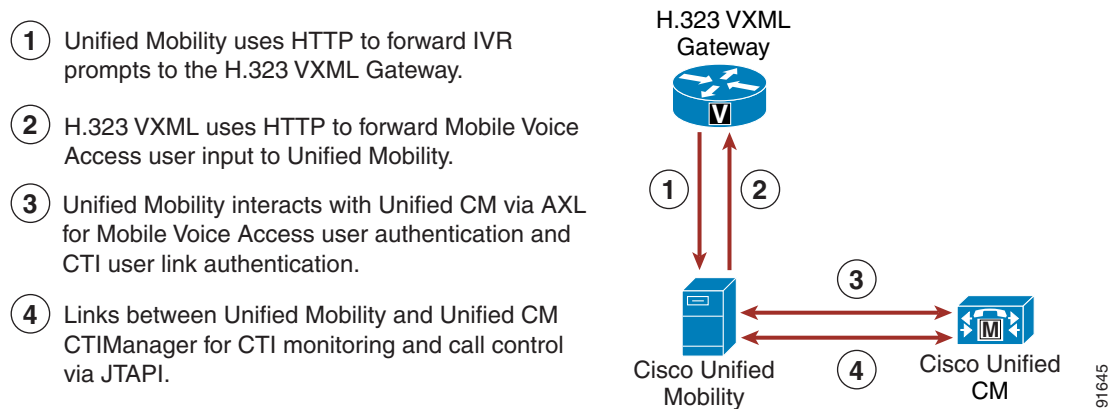 1 Unified Mobility uses HTTP to forward IVR
prompts to the H.323 VXML Gateway.
2 H.323 VXML uses HTTP to forward Mobile Voice
Access user input to Unified Mobility.
3 Unified Mobility interacts with Unified CM via AXL
for Mobile Voice Access user authentication and
CTI user link authentication.
4 Links between Unified Mobility and Unified CM
CTIManager for CTI monitoring and call control
via JTAPI.
H.323 VXML
Gateway
V
1
2
3
4
M
Cisco Unified
Mobility
Cisco Unified
CM
91645